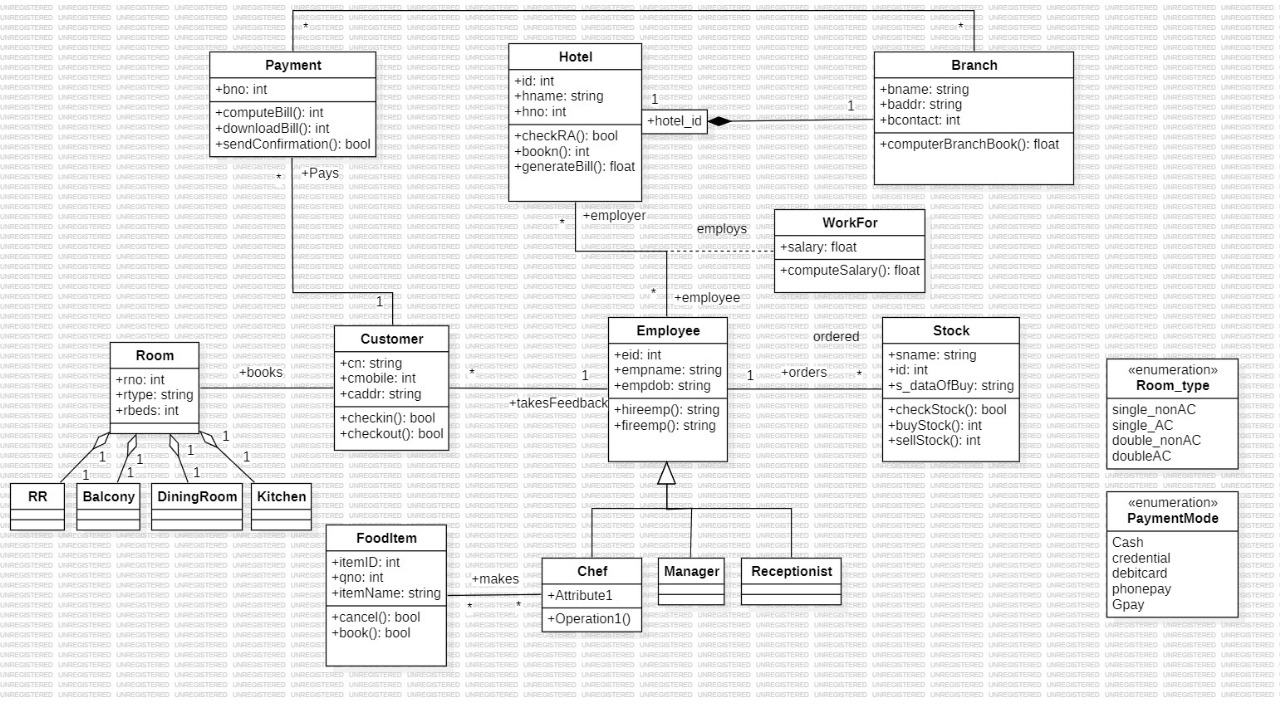 *
*
Payment
+bno: int
+computeBill(): int
+downloadBill(): int
+sendConfirmation(): bool
Hotel
+id: int
+hname: string
+hno: int
+checkRA(): bool
+bookn(): int
+generateBill(): float
1
+hotel_id
1
Branch
+bname: string
+baddr: string
+bcontact: int
+computerBranchBook(): float
*
+Pays
1
*
+employer
employs
WorkFor
+salary: float
+computeSalary(): float
*
+employee
Room
+rno: int
+rtype: string
+rbeds: int
+books
Customer
+cn: string
+cmobile: int
+caddr: string
+checkin(): bool
+checkout(): bool
*
1
+takesFeedback
Employee
+eid: int
+empname: string
+empdob: string
+hireemp(): string
+fireemp(): string
1
+orders
*
ordered
Stock
+sname: string
+id: int
+s_dataOfBuy: string
+checkStock(): bool
+buyStock(): int
+sellStock(): int
«enumeration»
Room_type
single_nonAC
single_AC
double_nonAC
doubleAC
1
1
1
1
1
1
1
1
RR
Balcony
DiningRoom
Kitchen
FoodItem
+itemID: int
+qno: int
+itemName: string
+cancel(): bool
+book(): bool
+makes
*
*
Chef
+Attribute1
+Operation1()
Manager
Receptionist
«enumeration»
PaymentMode
Cash
credential
debitcard
phonepay
Gpay
UNREGISTERED